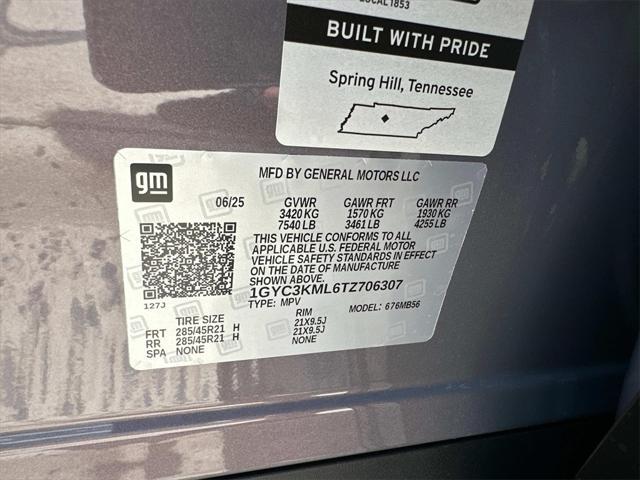 LOCAL1853
BUILT WITH PRIDE
Spring Hill, Tennessee
gm
MFD BY GENERAL MOTORS LLC
06/25 GVWR GAWR FRT GAWR RR
3420 KG 1570 KG 1930 KG
7540 LB 3461 LB 4255 LB
THIS VEHICLE CONFORMS TO ALL
APPLICABLE U.S. FEDERAL MOTOR
VEHICLE SAFETY STANDARDS IN EFFECT
ON THE DATE OF MANUFACTURE
SHOWN ABOVE.
1GYC3KML6TZ706307
127J
TYPE: MPV MODEL: 676MB56
TIRE SIZE RIM
FRT 285/45R21 H 21X9.5J
RR 285/45R21 H 21X9.5J
SPA NONE NONE